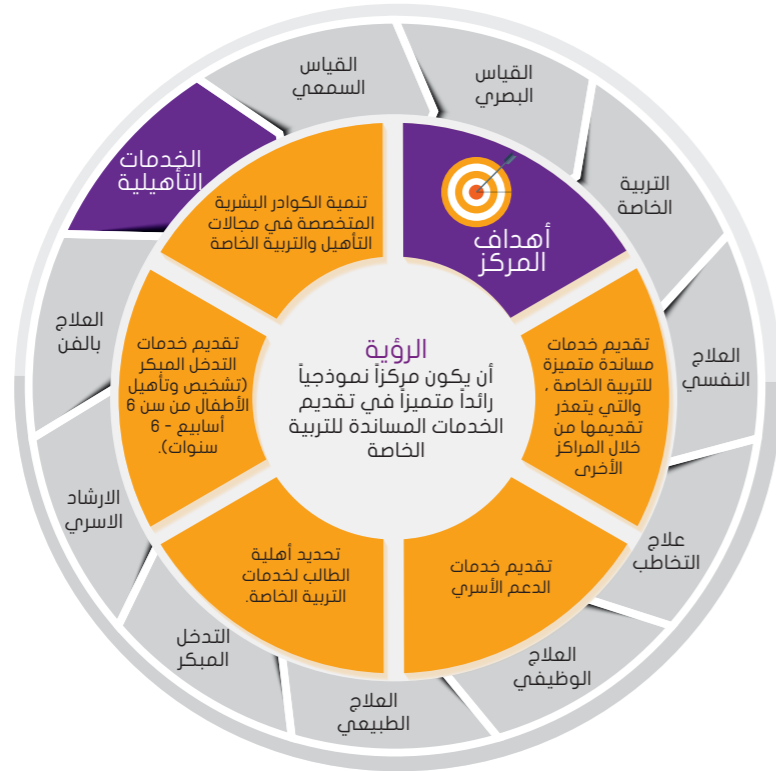 الرؤية
أن يكون مركزاً نموذجياً
رائداً متميزاً في تقديم
الخدمات المساندة للتربية
الخاصة
أهداف
المركز
تقديم خدمات
مساندة متميزة
للتربية الخاصة ،
والتي يتعذر
تقديمها من
خلال المراكز
الأخرى
تقديم خدمات
الدعم الأسري
تحديد أهلية
الطالب لخدمات
التربية الخاصة.
تقديم خدمات
التدخل المبكر
(تشخيص وتأهيل
الأطفال من سن 6
أسابيع - 6
سنوات).
تنمية الكوادر البشرية
المتخصصة في مجالات
التأهيل والتربية الخاصة
الخدمات
التأهيلية
القياس
السمعي
القياس
البصري
التربية
الخاصة
العلاج
النفسي
علاج
التخاطب
العلاج
الوظيفي
العلاج
الطبيعي
التدخل
المبكر
الارشاد
الاسري
العلاج
بالفن